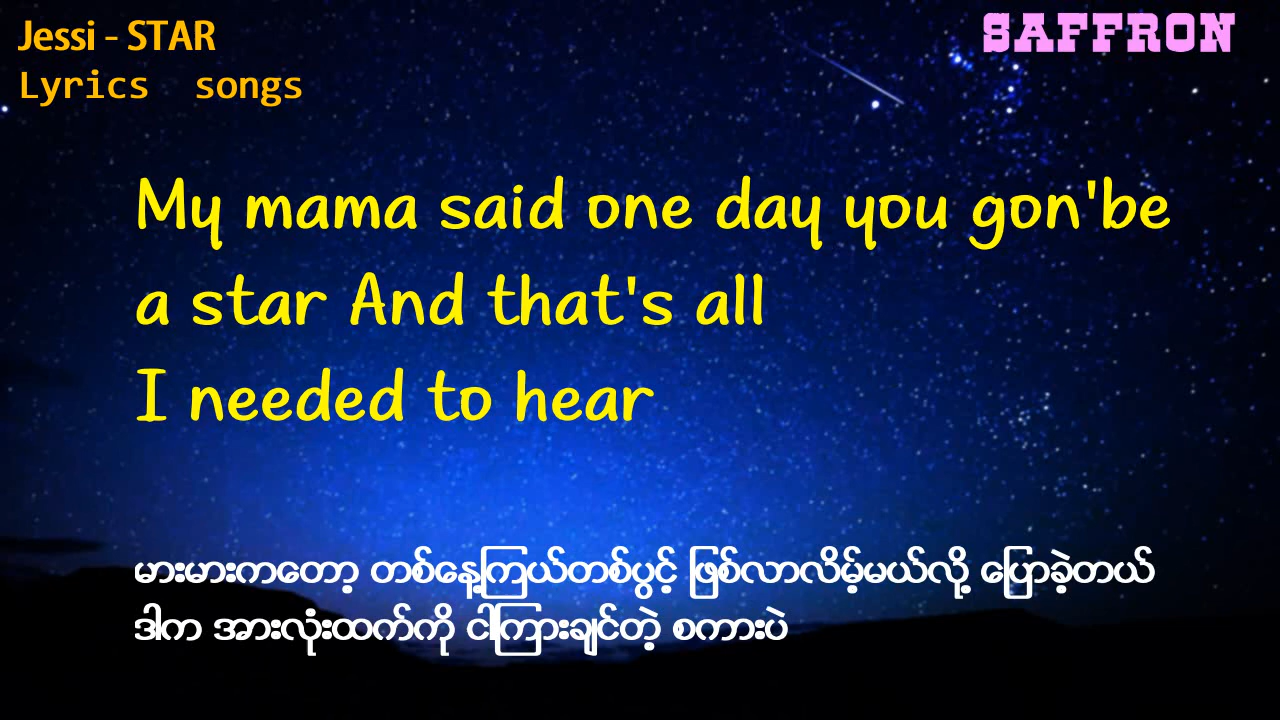 Jessi - STAR
SAFFRON
Lyrics songs
My mama said one day you gon'be
a star And that's all
I needed to hear
မားမားကတော့ တစ်နေ့ကြယ်တစ်ပွင့် ဖြစ်လာလိမ့်မယ်လို့ ပြောခဲ့တယ်
ဒါက အားလုံးထက်ကို ငါကြားချင်တဲ့ စကားပဲ